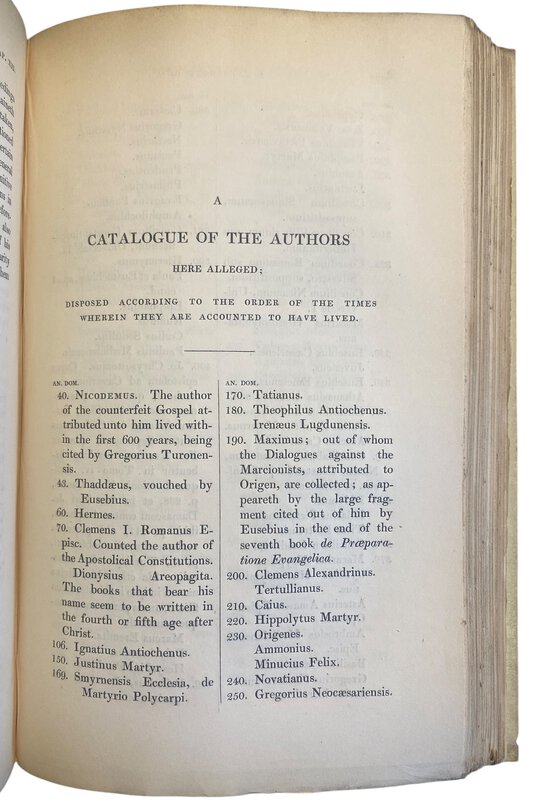 A
CATALOGUE OF THE AUTHORS
HERE ALLEGED;
DISPOSED ACCORDING TO THE ORDER OF THE TIMES
WHEREIN THEY ARE ACCOUNTED TO HAVE LIVED.
AN. DOM.
40. NICODEMUS. The author
of the counterfeit Gospel at-
tributed unto him lived with-
in the first 600 years, being
cited by Gregorius Turonen-
sis.
43. Thaddæus, vouched by
Eusebius.
60. Hermes.
70. Clemens I. Romanus E-
pisc. Counted the author of
the Apostolical Constitutions.
Dionysius Areopagita.
The books that bear his
name seem to be written in
the fourth or fifth age after
Christ.
106. Ignatius Antiochenus.
150. Justinus Martyr.
169. Smyrnensis Ecclesia, de
Martyrio Polycarpi.
AN. DOM.
170. Tatianus.
180. Theophilus Antiochenus.
Irenæus Lugdunensis.
190. Maximus; out of whom
the Dialogues against the
Marcionists, attributed to
Origen, are collected; as ap-
peareth by the large frag-
ment cited out of him by
Eusebius in the end of the
seventh book de Præpara-
tione Evangelica.
200. Clemens Alexandrinus.
Tertullianus.
210. Caius.
220. Hippolytus Martyr.
230. Origenes.
Ammonius.
Minucius Felix.
240. Novatianus.
250. Gregorius Neocæsariensis.